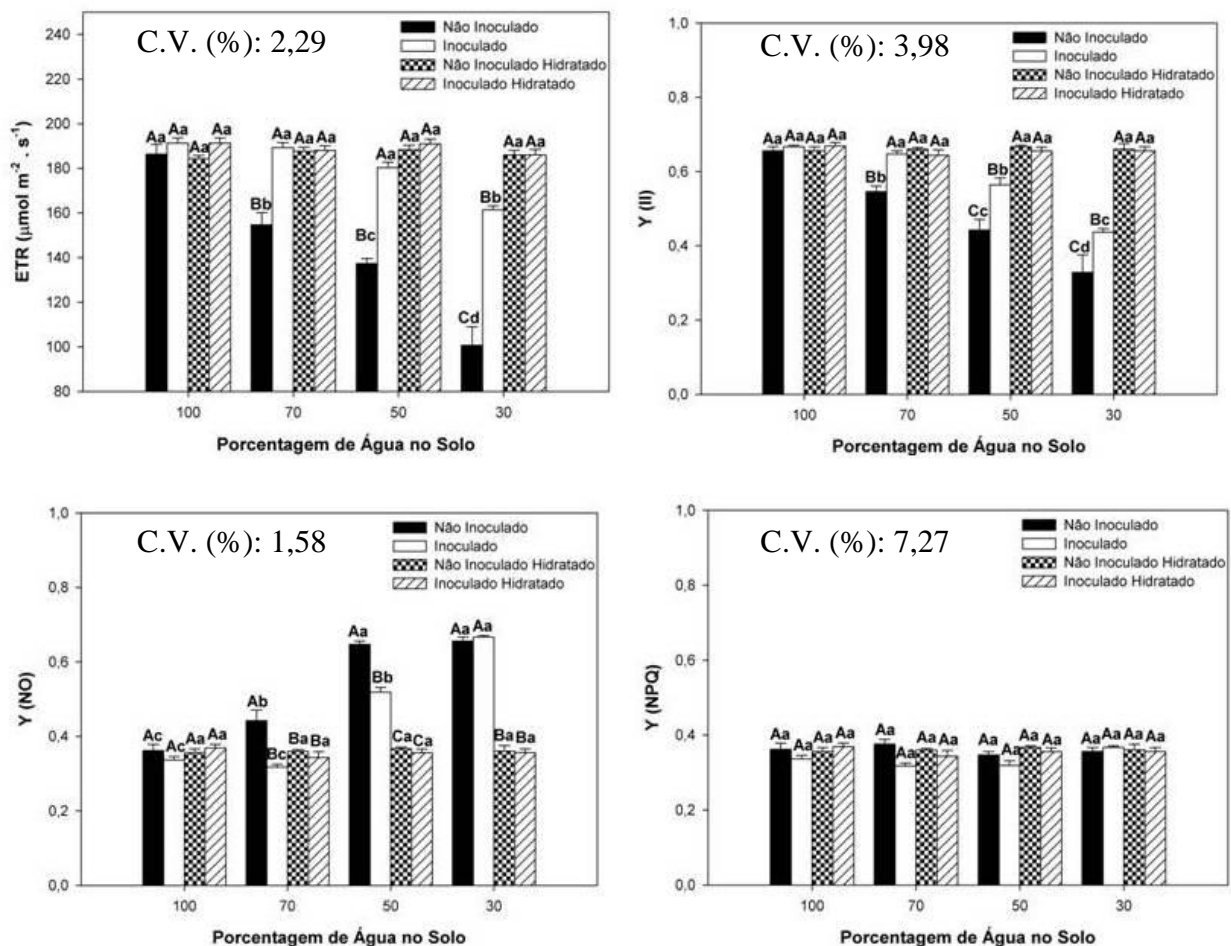 C.V. (%): 2,29
Não Inoculado
Inoculado
Não Inoculado Hidratado
Inoculado Hidratado
240
220
200
180
160
140
120
100
80
ETR (µmol m⁻² . s⁻¹)
Aa Aa Aa Aa
Bb Aa Aa Aa
Bc Aa Aa Aa
Cd Bb Aa Aa
100 70 50 30
Porcentagem de Água no Solo
C.V. (%): 3,98
Não Inoculado
Inoculado
Não Inoculado Hidratado
Inoculado Hidratado
1,0
0,8
0,6
0,4
0,2
0,0
Y (II)
Aa Aa Aa Aa
Bb Aa Aa Aa
Cc Bb Aa Aa
Cd Bc Aa Aa
100 70 50 30
Porcentagem de Água no Solo
C.V. (%): 1,58
Não Inoculado
Inoculado
Não Inoculado Hidratado
Inoculado Hidratado
1,0
0,8
0,6
0,4
0,2
0,0
Y (NO)
Ac Ac Aa Aa
Ab Bc Ba Ba
Aa Bb Ca Ca
Aa Aa Ba Ba
100 70 50 30
Porcentagem de Água no Solo
C.V. (%): 7,27
Não Inoculado
Inoculado
Não Inoculado Hidratado
Inoculado Hidratado
1,0
0,8
0,6
0,4
0,2
0,0
Y (NPQ)
Aa Aa Aa Aa
Aa Aa Aa Aa
Aa Aa Aa Aa
Aa Aa Aa Aa
100 70 50 30
Porcentagem de Água no Solo